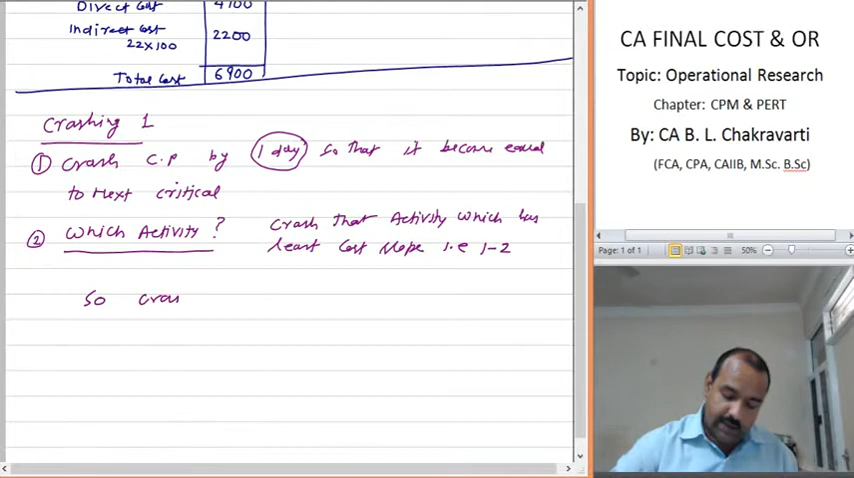 Direct Cost 4700
Indirect Cost 2200
22x100
Total Cost 6900
Crashing 1
① Crash C.P by 1 day so that it become equal
to Next critical
② Which Activity? Crash That Activity which has
least Cost slope i.e 1-2
So cras
CA FINAL COST & OR
Topic: Operational Research
Chapter: CPM & PERT
By: CA B. L. Chakravarti
(FCA, CPA, CAIIB, M.Sc. B.Sc)
Page: 1 of 1
50%